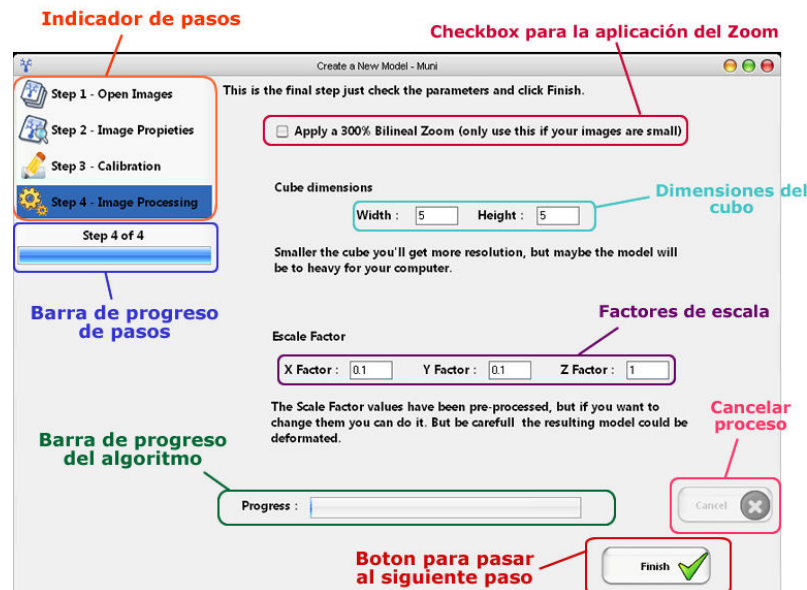 Indicador de pasos
Checkbox para la aplicación del Zoom
Create a New Model - Muni
Step 1 - Open Images
Step 2 - Image Propieties
Step 3 - Calibration
Step 4 - Image Processing
Step 4 of 4
Barra de progreso
de pasos
This is the final step just check the parameters and click Finish.
Apply a 300% Bilineal Zoom (only use this if your images are small)
Cube dimensions
Width : 5 Height : 5
Dimensiones del
cubo
Smaller the cube you'll get more resolution, but maybe the model will
be to heavy for your computer.
Factores de escala
Escale Factor
X Factor : 0.1 Y Factor : 0.1 Z Factor : 1
The Scale Factor values have been pre-processed, but if you want to
change them you can do it. But be carefull the resulting model could be
deformated.
Cancelar
proceso
Barra de progreso
del algoritmo
Progress :
Cancel
Boton para pasar
al siguiente paso
Finish